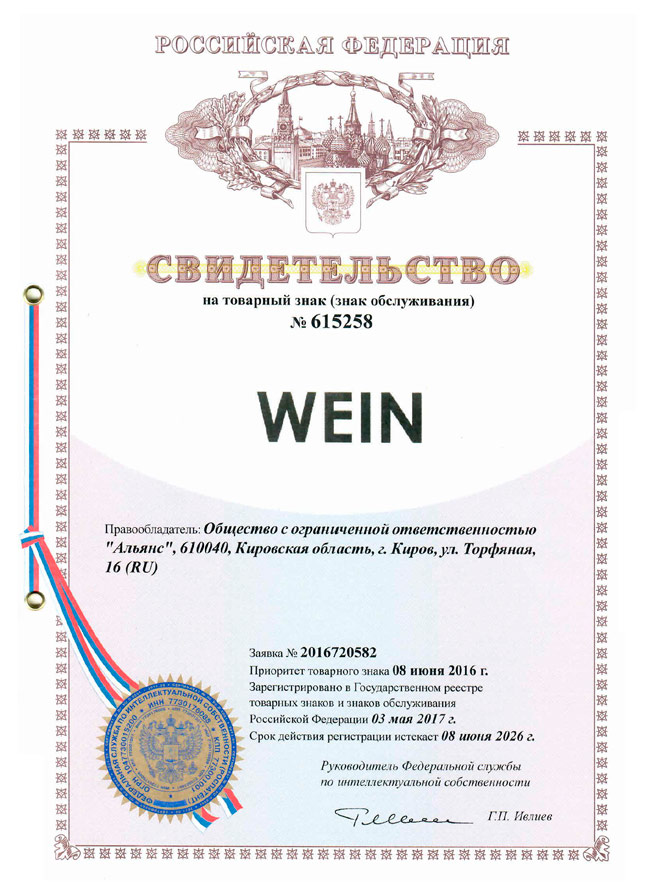 РОССИЙСКАЯ ФЕДЕРАЦИЯ
СВИДЕТЕЛЬСТВО
на товарный знак (знак обслуживания)
№ 615258
WEIN
Правообладатель: Общество с ограниченной ответственностью
"Альянс", 610040, Кировская область, г. Киров, ул. Торфяная,
16 (RU)
Заявка № 2016720582
Приоритет товарного знака 08 июня 2016 г.
Зарегистрировано в Государственном реестре
товарных знаков и знаков обслуживания
Российской Федерации 03 мая 2017 г.
Срок действия регистрации истекает 08 июня 2026 г.
Руководитель Федеральной службы
по интеллектуальной собственности
Г.П. Ивлиев
ФЕДЕРАЛЬНАЯ СЛУЖБА ПО ИНТЕЛЛЕКТУАЛЬНОЙ СОБСТВЕННОСТИ (РОСПАТЕНТ)
ОГРН 1047730015200 * ИНН 7730176088 * КПП 773001001